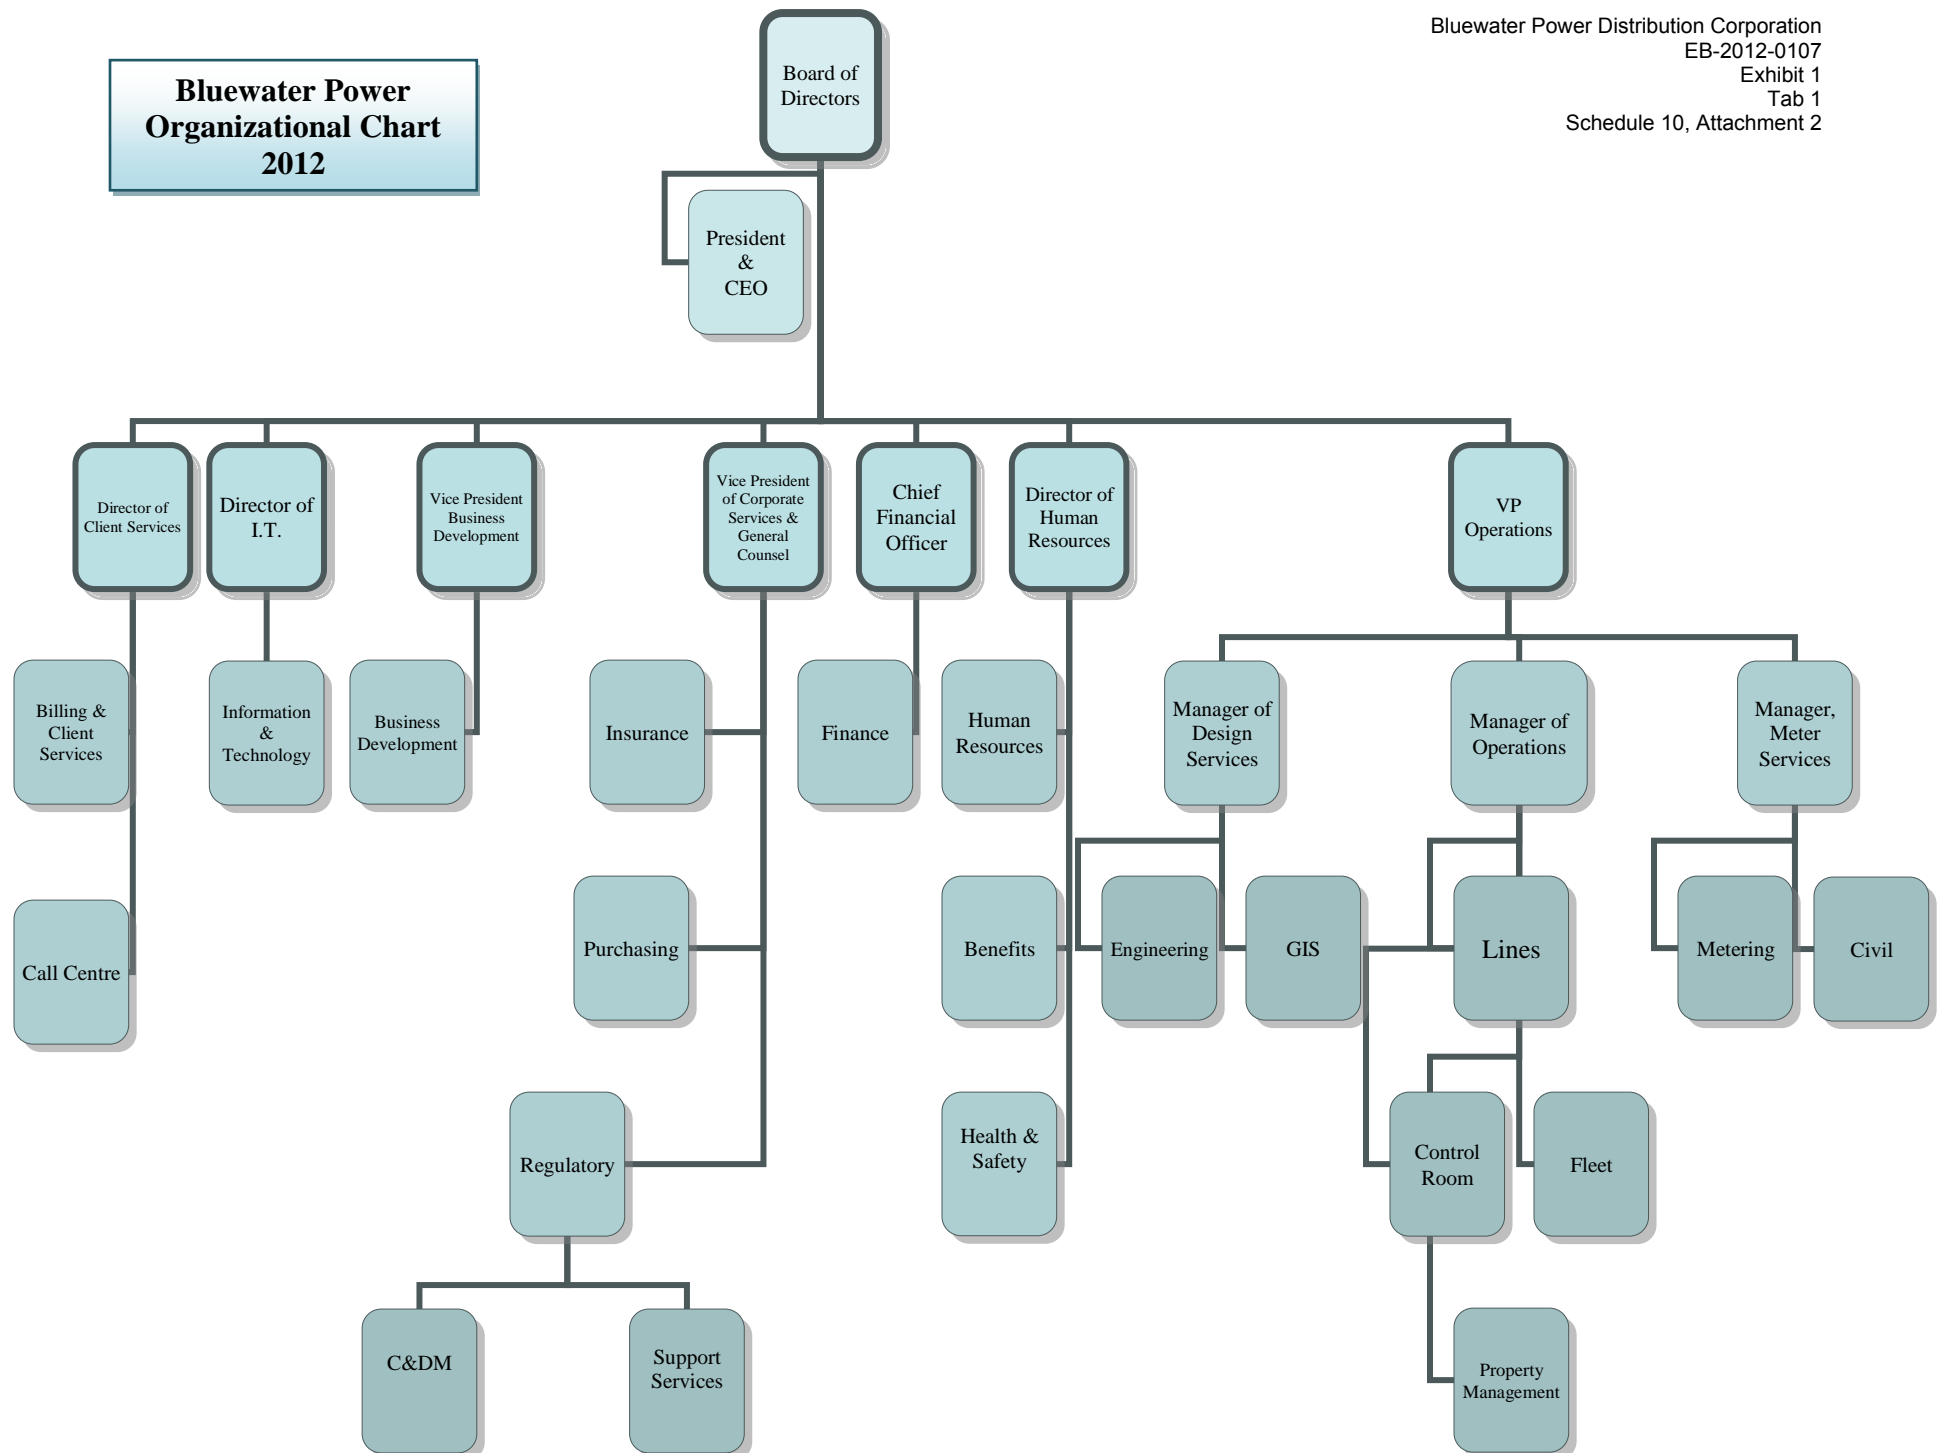 Bluewater Power Distribution Corporation
EB-2012-0107
Exhibit 1
Tab 1
Schedule 10, Attachment 2
Bluewater Power
Organizational Chart
2012
Board of
Directors
President
&
CEO
Director of
Client Services
Director of
I.T.
Vice President
Business
Development
Vice President
of Corporate
Services &
General
Counsel
Chief
Financial
Officer
Director of
Human
Resources
VP
Operations
Billing &
Client
Services
Information
&
Technology
Business
Development
Insurance
Finance
Human
Resources
Manager of
Design
Services
Manager of
Operations
Manager,
Meter
Services
Call Centre
Purchasing
Benefits
Engineering
GIS
Lines
Metering
Civil
Regulatory
Health &
Safety
Control
Room
Fleet
C&DM
Support
Services
Property
Management